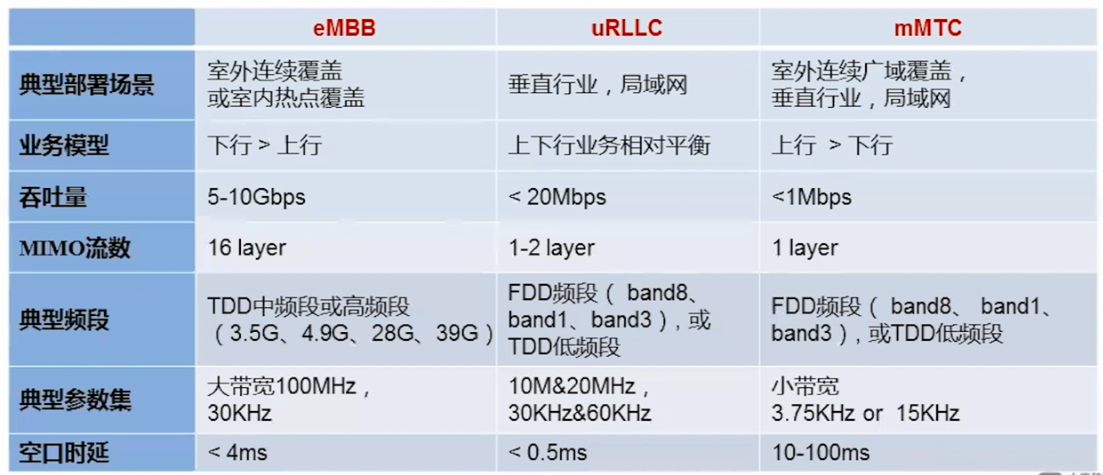 eMBB uRLLC mMTC
典型部署场景 室外连续覆盖 垂直行业，局域网 室外连续广域覆盖，
或室内热点覆盖 垂直行业，局域网
业务模型 下行 > 上行 上下行业务相对平衡 上行 > 下行
吞吐量 5-10Gbps < 20Mbps <1Mbps
MIMO流数 16 layer 1-2 layer 1 layer
典型频段 TDD中频段或高频段 FDD频段（ band8、 FDD频段（ band8、 band1、
（3.5G、4.9G、28G、39G） band1、band3），或 band3），或TDD低频段
TDD低频段
典型参数集 大带宽100MHz， 10M&20MHz， 小带宽
30KHz 30KHz&60KHz 3.75KHz or 15KHz
空口时延 < 4ms < 0.5ms 10-100ms